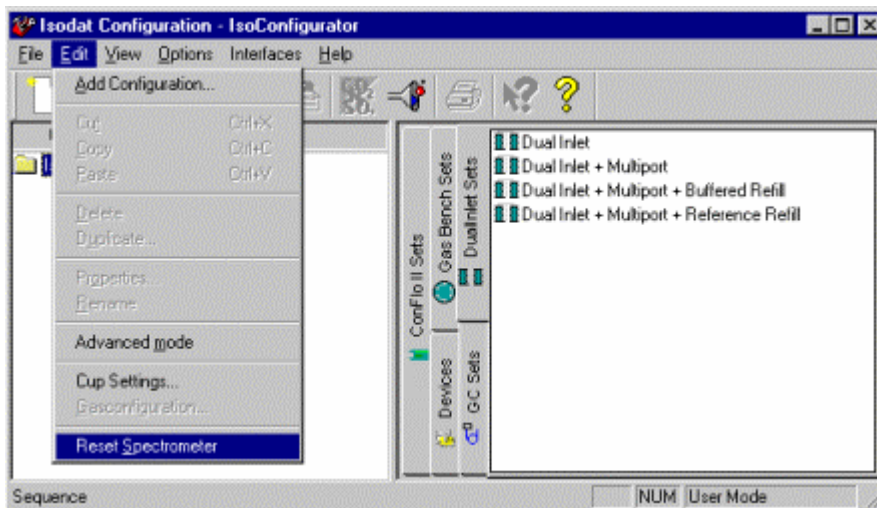 Isodat Configuration - IsoConfigurator
File Edit View Options Interfaces Help
Add Configuration...
Cut Ctrl+X
Copy Ctrl+C
Paste Ctrl+V
Delete
Duplicate...
Properties...
Rename
Advanced mode
Cup Settings...
Gasconfiguration...
Reset Spectrometer
ConFlo II Sets
Gas Bench Sets
Devices
DualInlet Sets
GC Sets
Dual Inlet
Dual Inlet + Multiport
Dual Inlet + Multiport + Buffered Refill
Dual Inlet + Multiport + Reference Refill
Sequence
NUM User Mode